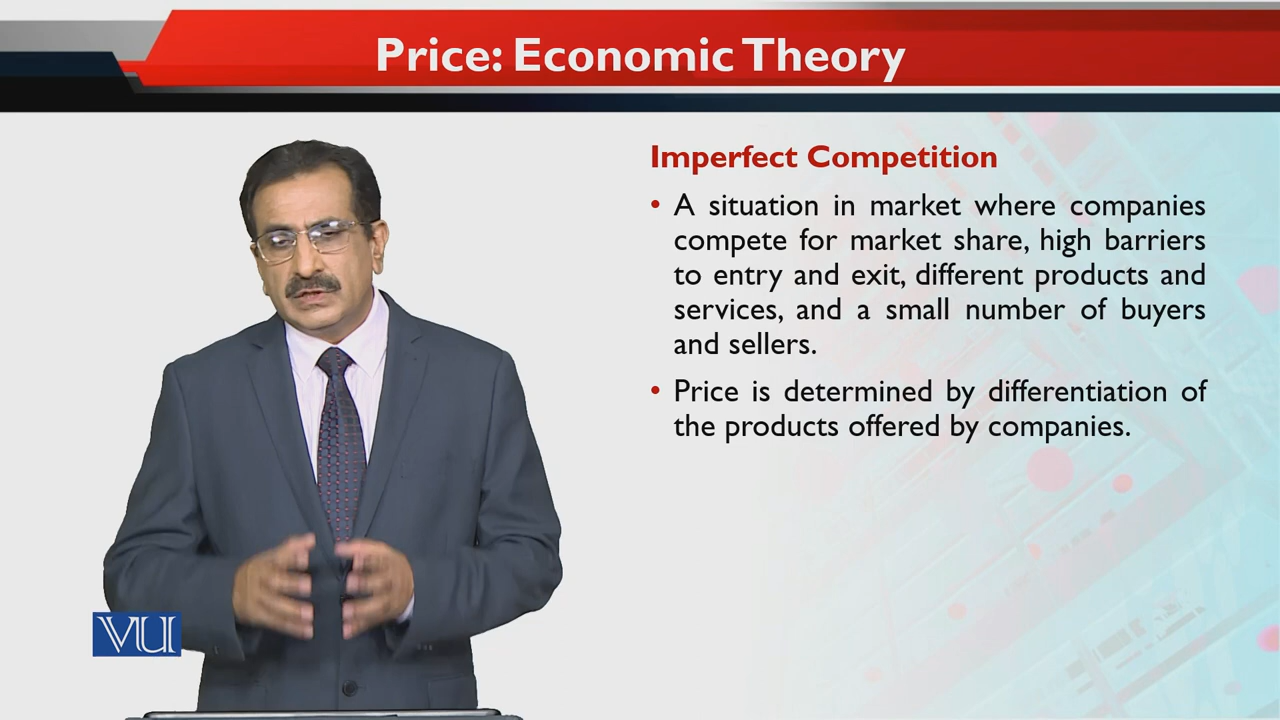 Price: Economic Theory
Imperfect Competition
• A situation in market where companies
compete for market share, high barriers
to entry and exit, different products and
services, and a small number of buyers
and sellers.
• Price is determined by differentiation of
the products offered by companies.
VU